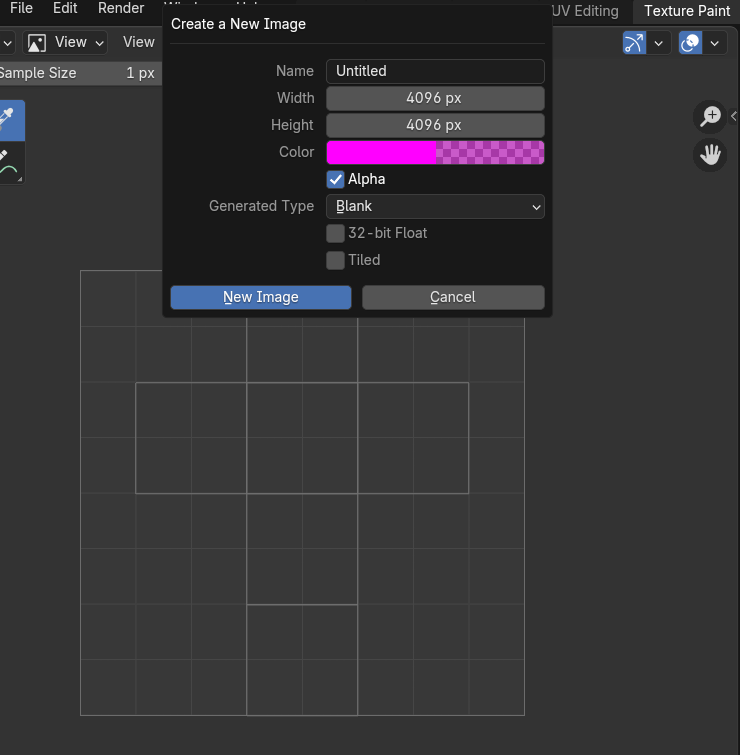 File Edit Render
UV Editing Texture Paint
View View
Sample Size 1 px
Create a New Image
Name Untitled
Width 4096 px
Height 4096 px
Color
Alpha
Generated Type Blank
32-bit Float
Tiled
New Image Cancel